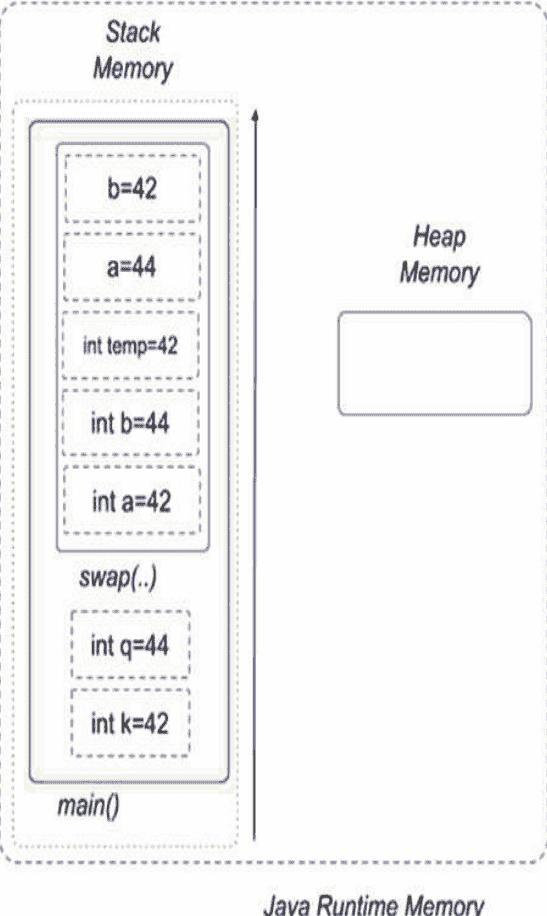 Stack
Memory
b=42
a=44
int temp=42
int b=44
int a=42
swap(..)
int q=44
int k=42
main()
Heap
Memory
Java Runtime Memory